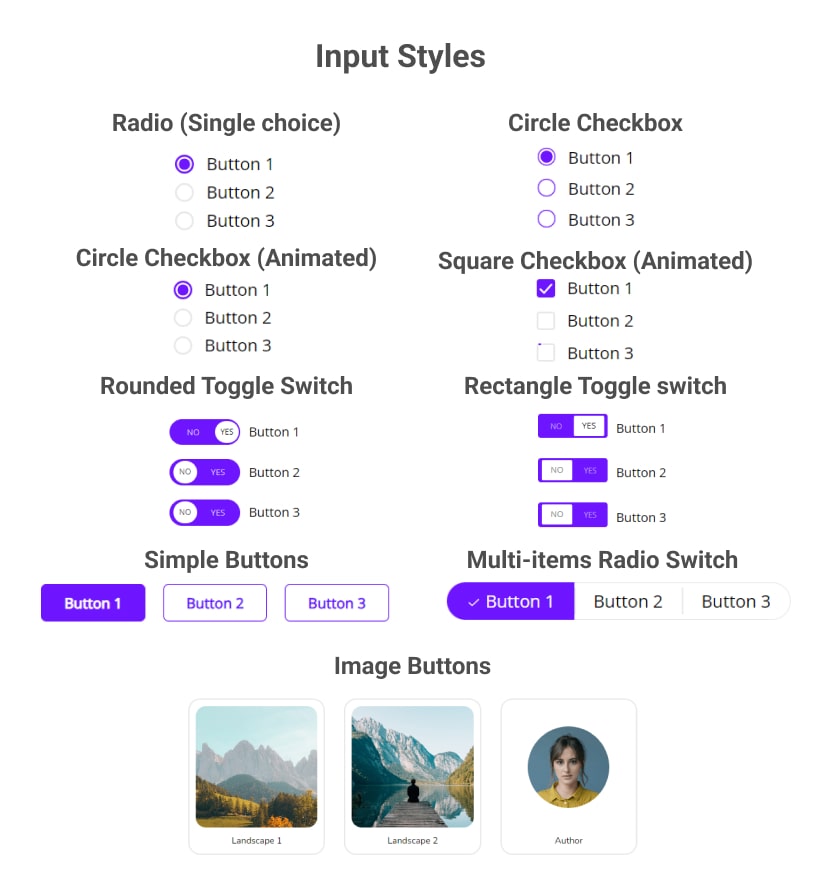 Input Styles
Radio (Single choice)
Button 1
Button 2
Button 3
Circle Checkbox
Button 1
Button 2
Button 3
Circle Checkbox (Animated)
Button 1
Button 2
Button 3
Square Checkbox (Animated)
Button 1
Button 2
Button 3
Rounded Toggle Switch
NO YES Button 1
NO YES Button 2
NO YES Button 3
Rectangle Toggle switch
NO YES Button 1
NO YES Button 2
NO YES Button 3
Simple Buttons
Button 1 Button 2 Button 3
Multi-items Radio Switch
Button 1 Button 2 Button 3
Image Buttons
Landscape 1 Landscape 2 Author